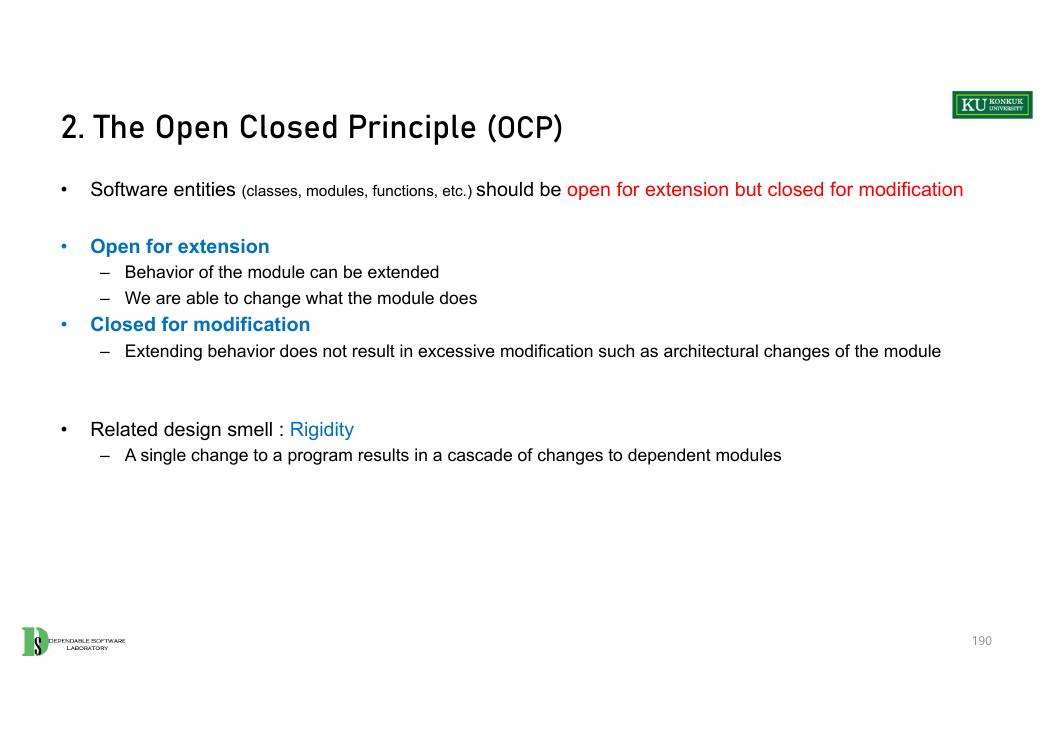 KU KONKUK
UNIVERSITY
2. The Open Closed Principle (OCP)
• Software entities (classes, modules, functions, etc.) should be open for extension but closed for modification
• Open for extension
– Behavior of the module can be extended
– We are able to change what the module does
• Closed for modification
– Extending behavior does not result in excessive modification such as architectural changes of the module
• Related design smell : Rigidity
– A single change to a program results in a cascade of changes to dependent modules
DS DEPENDABLE SOFTWARE
LABORATORY
190